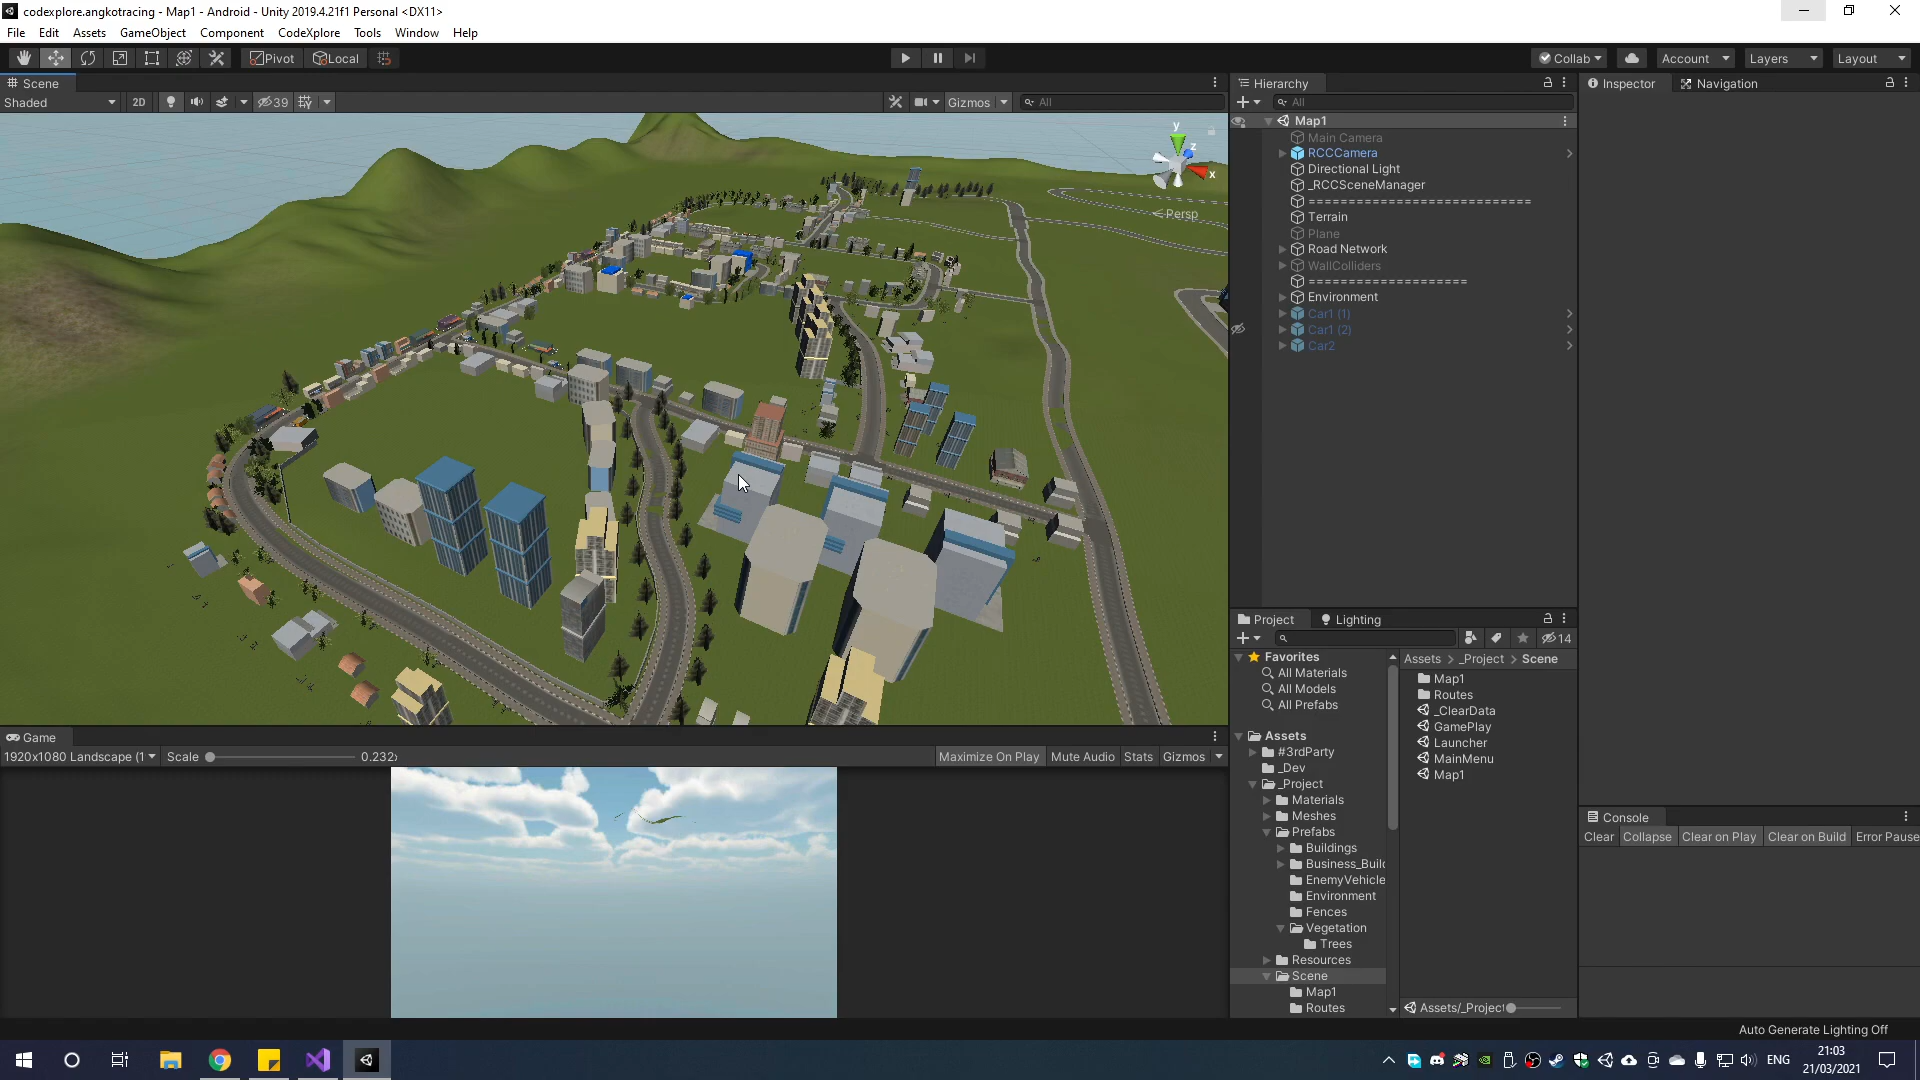 codexplore.angkotracing - Map1 - Android - Unity 2019.4.21f1 Personal <DX11>
File Edit Assets GameObject Component CodeXplore Tools Window Help
Pivot Local Collab Account Layers Layout
Scene
Shaded 2D 39 Gizmos All
y
z
x
Persp
Hierarchy
All
Map1
Main Camera
RCCCamera
Directional Light
_RCCSceneManager
============================
Terrain
Plane
Road Network
WallColliders
====================
Environment
Car1 (1)
Car1 (2)
Car2
Inspector Navigation
Game
1920x1080 Landscape (1 Scale 0.232x Maximize On Play Mute Audio Stats Gizmos
Project Lighting
14
Favorites
All Materials
All Models
All Prefabs
Assets
#3rdParty
_Dev
_Project
Materials
Meshes
Prefabs
Buildings
Business_Build
EnemyVehicle
Environment
Fences
Vegetation
Trees
Resources
Scene
Map1
Routes
Assets > _Project > Scene
Map1
Routes
_ClearData
GamePlay
Launcher
MainMenu
Map1
Assets/_Project
Console
Clear Collapse Clear on Play Clear on Build Error Pause
Auto Generate Lighting Off
ENG
21:03
21/03/2021